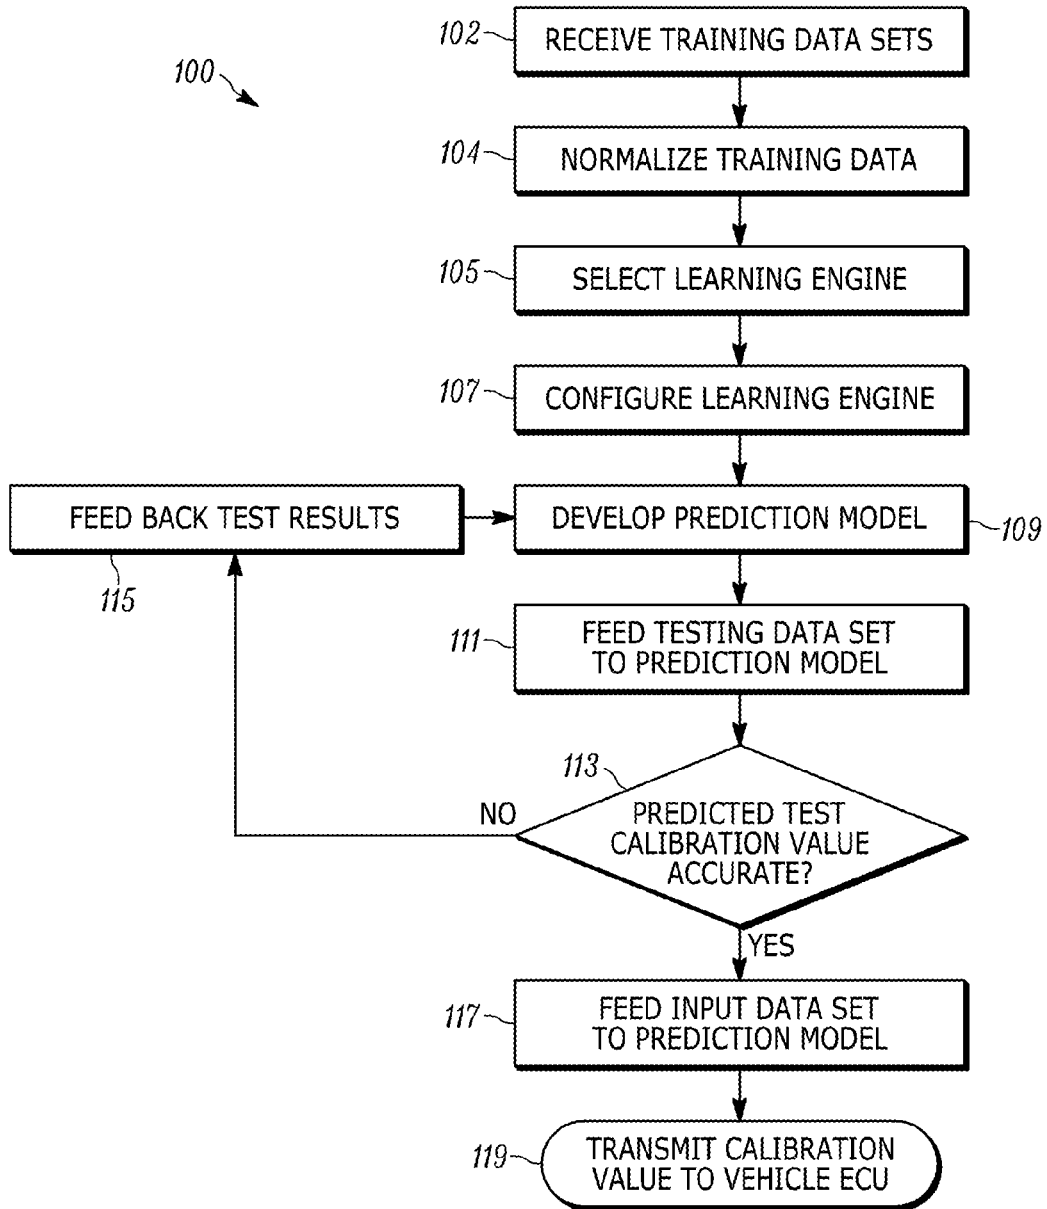 102
RECEIVE TRAINING DATA SETS
100
104
NORMALIZE TRAINING DATA
105
SELECT LEARNING ENGINE
107
CONFIGURE LEARNING ENGINE
FEED BACK TEST RESULTS
115
DEVELOP PREDICTION MODEL
109
111
FEED TESTING DATA SET
TO PREDICTION MODEL
113
NO
PREDICTED TEST
CALIBRATION VALUE
ACCURATE?
YES
117
FEED INPUT DATA SET
TO PREDICTION MODEL
119
TRANSMIT CALIBRATION
VALUE TO VEHICLE ECU